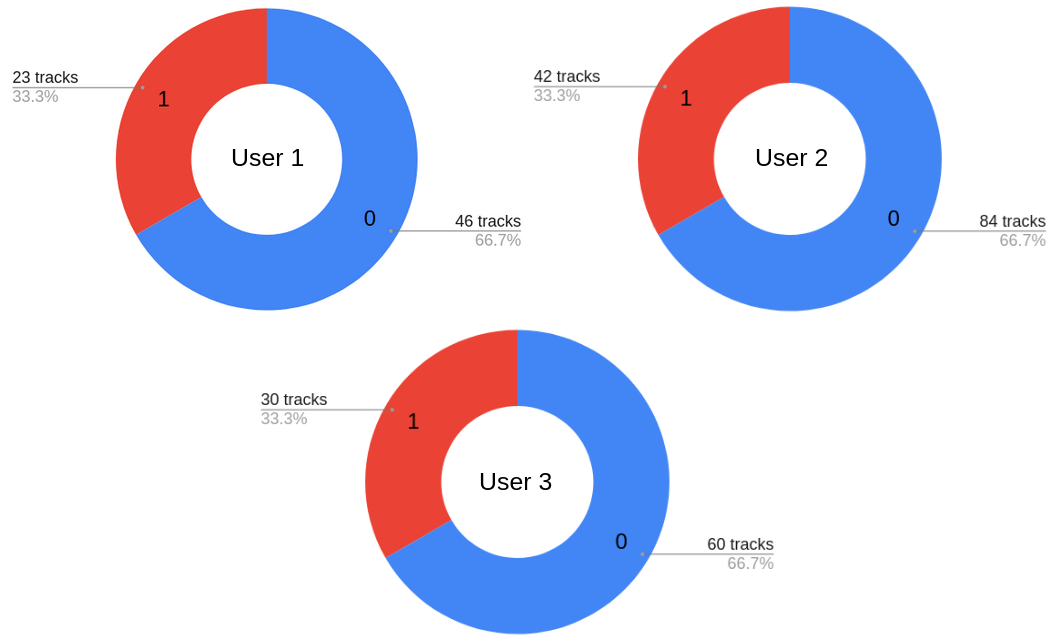 23 tracks
33.3%
1
User 1
0
46 tracks
66.7%
42 tracks
33.3%
1
User 2
0
84 tracks
66.7%
30 tracks
33.3%
1
User 3
0
60 tracks
66.7%